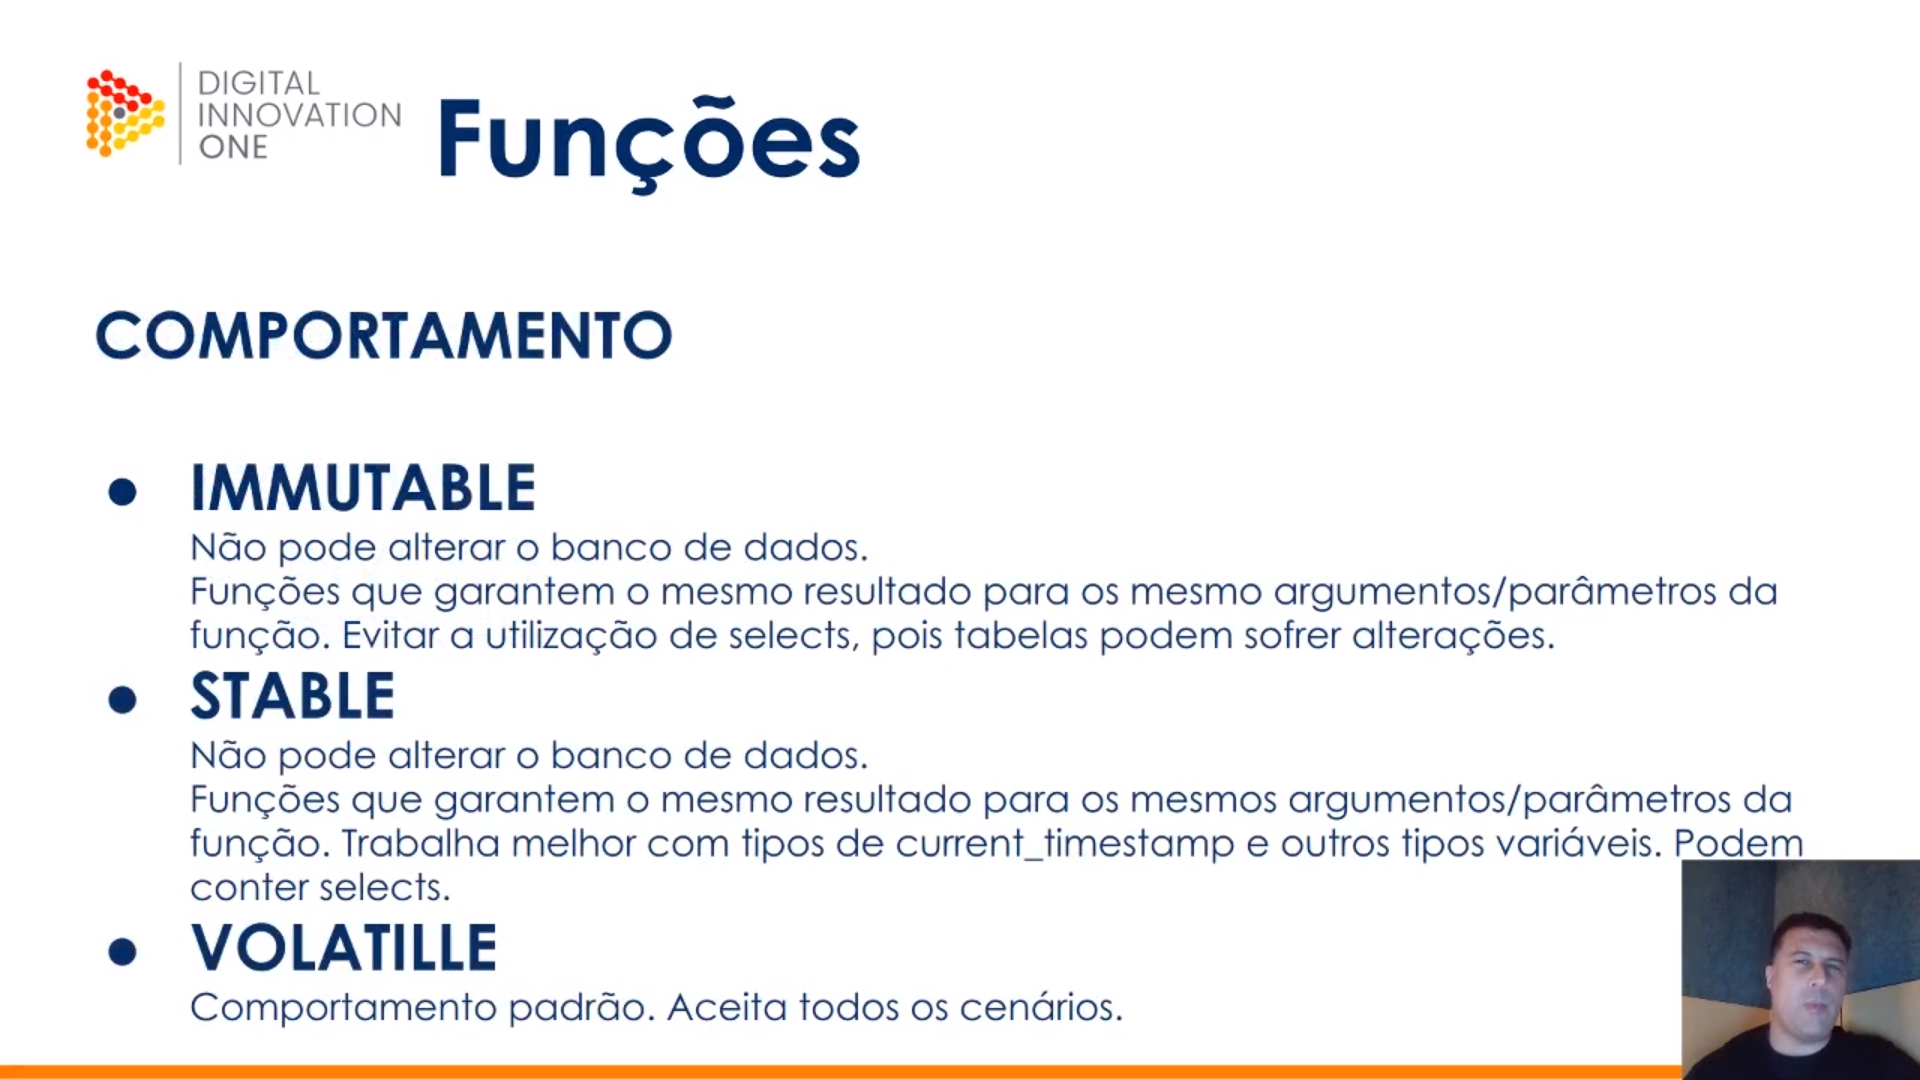 DIGITAL
INNOVATION
ONE
Funções
COMPORTAMENTO
● IMMUTABLE
Não pode alterar o banco de dados.
Funções que garantem o mesmo resultado para os mesmo argumentos/parâmetros da
função. Evitar a utilização de selects, pois tabelas podem sofrer alterações.
● STABLE
Não pode alterar o banco de dados.
Funções que garantem o mesmo resultado para os mesmos argumentos/parâmetros da
função. Trabalha melhor com tipos de current_timestamp e outros tipos variáveis. Podem
conter selects.
● VOLATILLE
Comportamento padrão. Aceita todos os cenários.